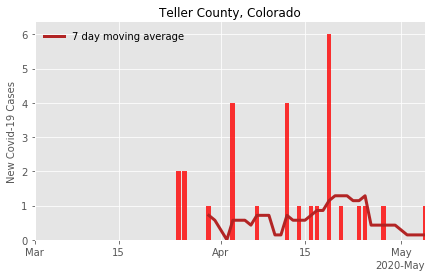 Teller County, Colorado
7 day moving average
New Covid-19 Cases
6
5
4
3
2
1
0
Mar
15
Apr
15
May
2020-May